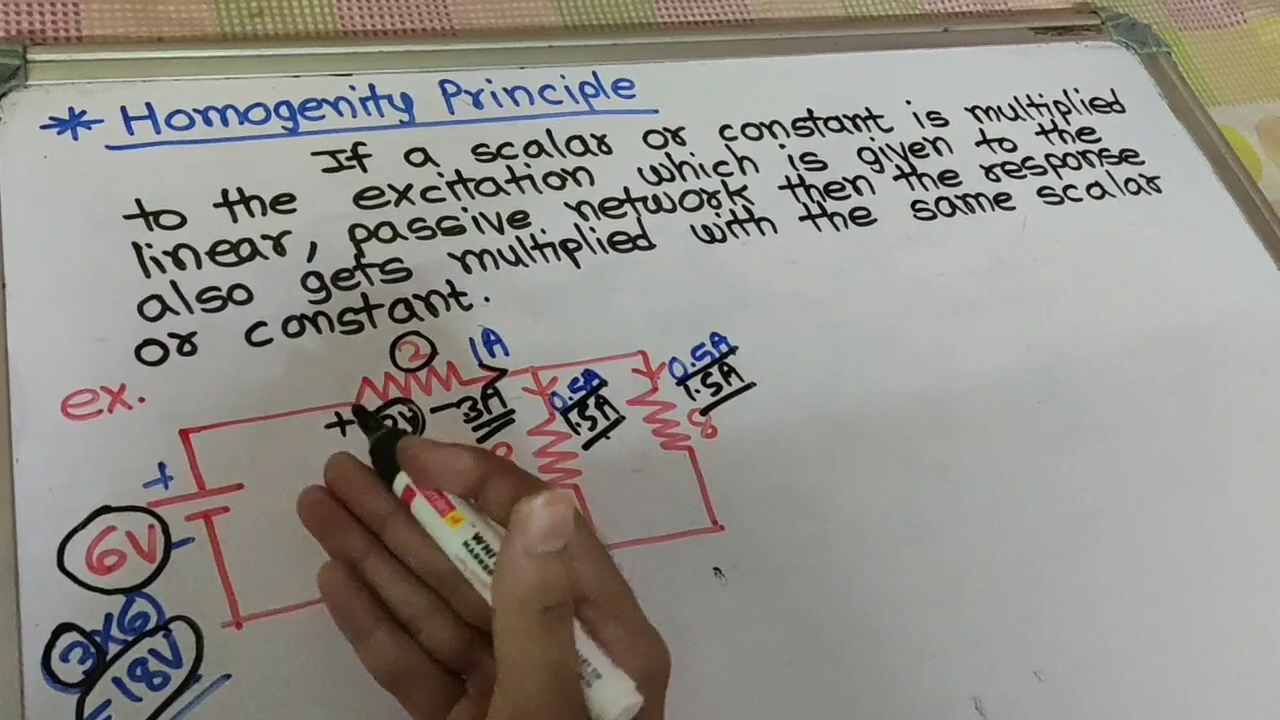 * Homogenity Principle
If a scalar or constant is multiplied
to the excitation which is given to the
linear, passive network then the response
also gets multiplied with the same scalar
or constant.
ex.
2
1A
0.5A
0.5A
1.5A
1.5A
3A
+
-
8
+
6V
-
3×6
=18V